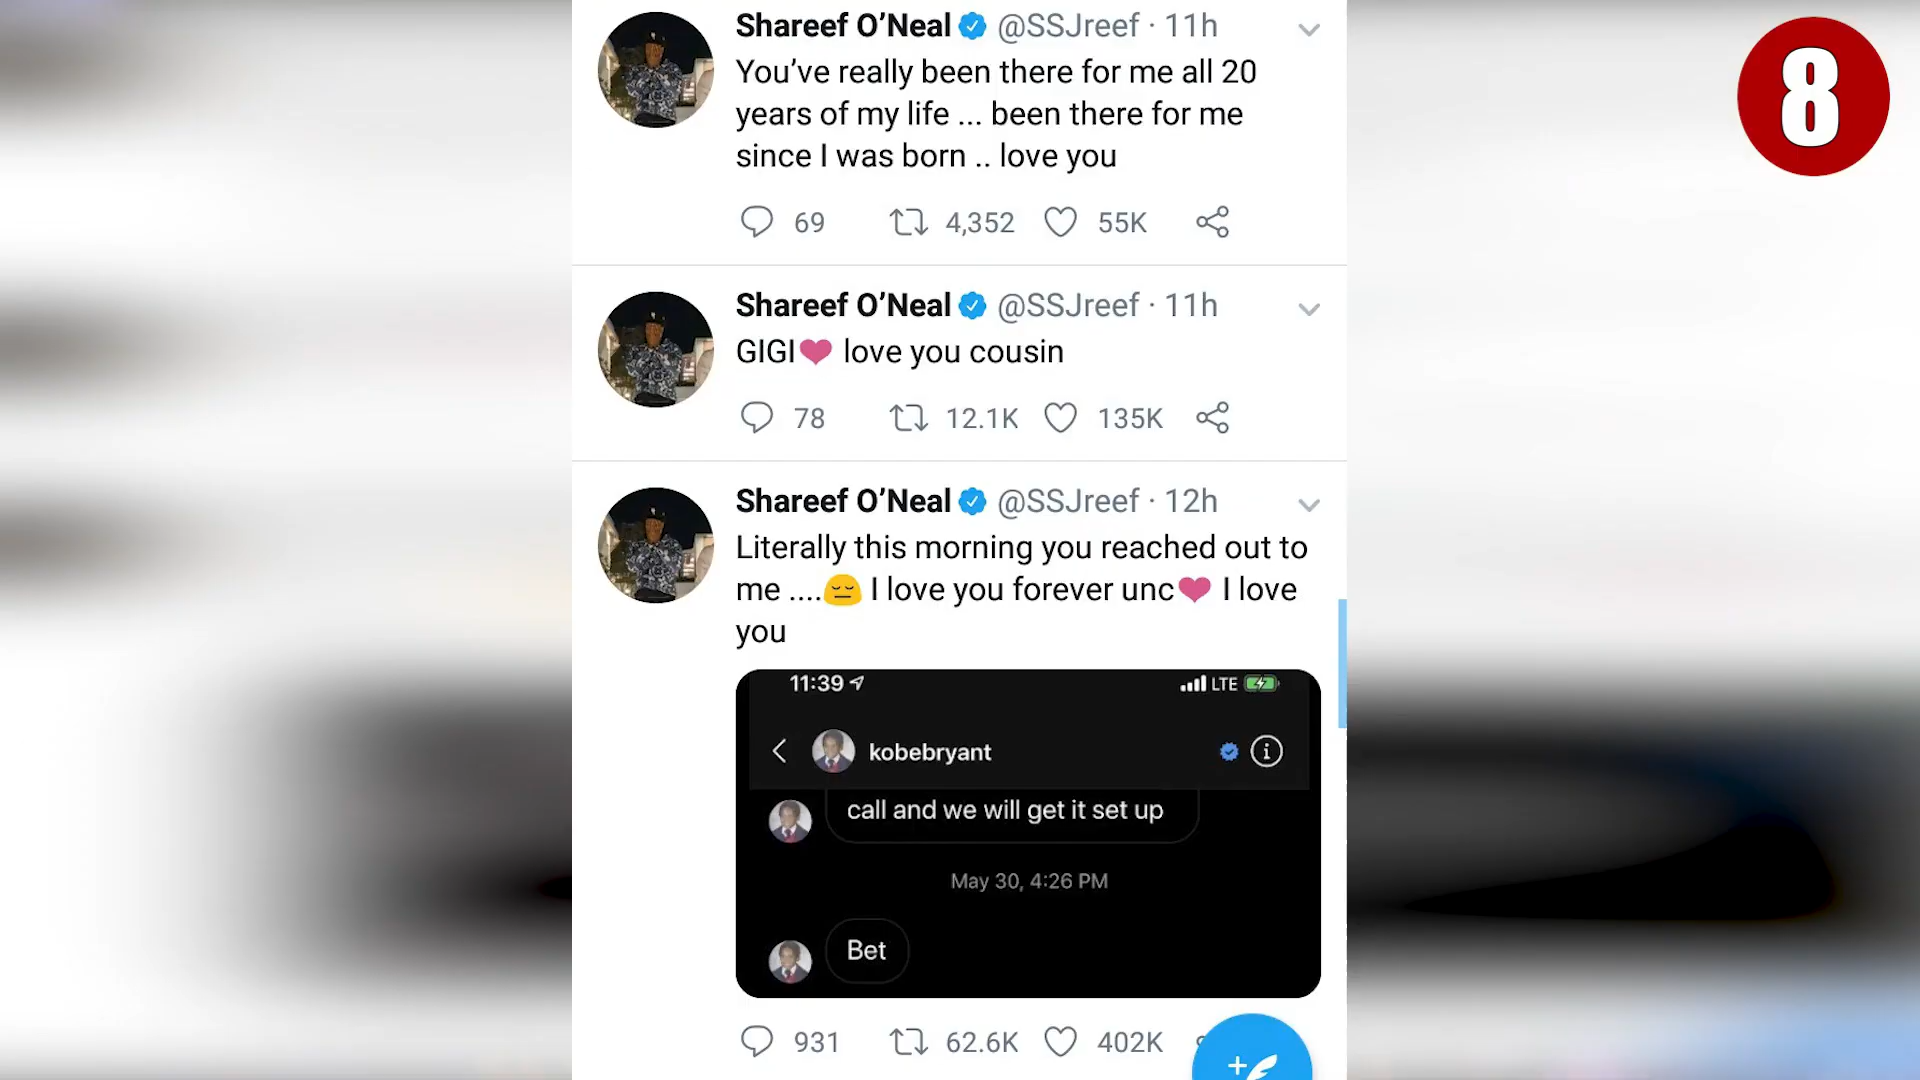 8
Shareef O’Neal @SSJreef · 11h
You’ve really been there for me all 20
years of my life ... been there for me
since I was born .. love you
69 4,352 55K
Shareef O’Neal @SSJreef · 11h
GIGI love you cousin
78 12.1K 135K
Shareef O’Neal @SSJreef · 12h
Literally this morning you reached out to
me .... I love you forever unc I love
you
11:39 LTE
kobebryant
call and we will get it set up
May 30, 4:26 PM
Bet
931 62.6K 402K